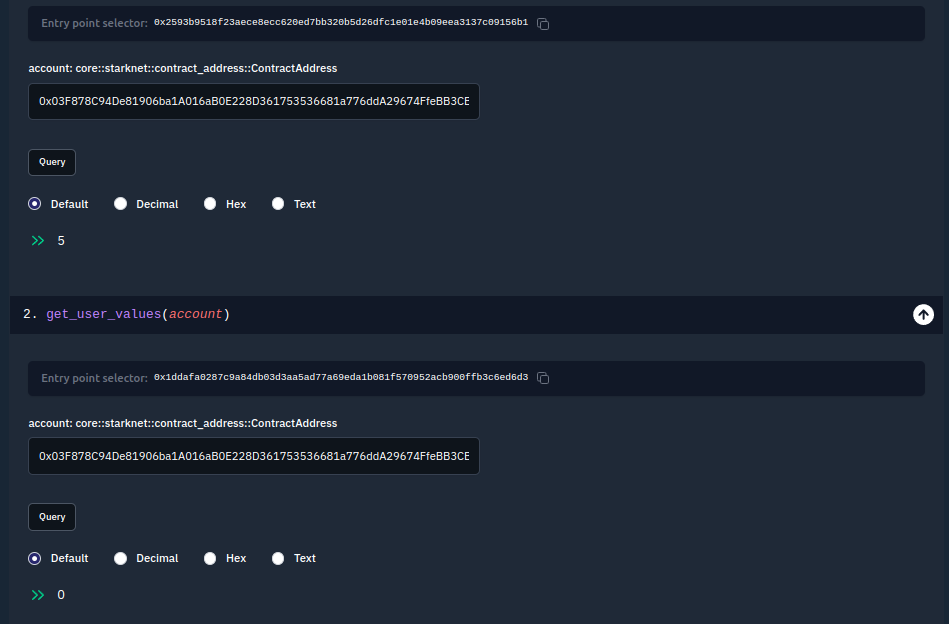 Entry point selector: 0x2593b9518f23aece8ecc620ed7bb320b5d26dfc1e01e4b09eea3137c09156b1
account: core::starknet::contract_address::ContractAddress
0x03F878C94De81906ba1A016aB0E228D361753536681a776ddA29674FfeBB3CE
Query
Default Decimal Hex Text
5
2. get_user_values(account)
Entry point selector: 0x1ddafa0287c9a84db03d3aa5ad77a69eda1b081f570952acb900ffb3c6ed6d3
account: core::starknet::contract_address::ContractAddress
0x03F878C94De81906ba1A016aB0E228D361753536681a776ddA29674FfeBB3CE
Query
Default Decimal Hex Text
0